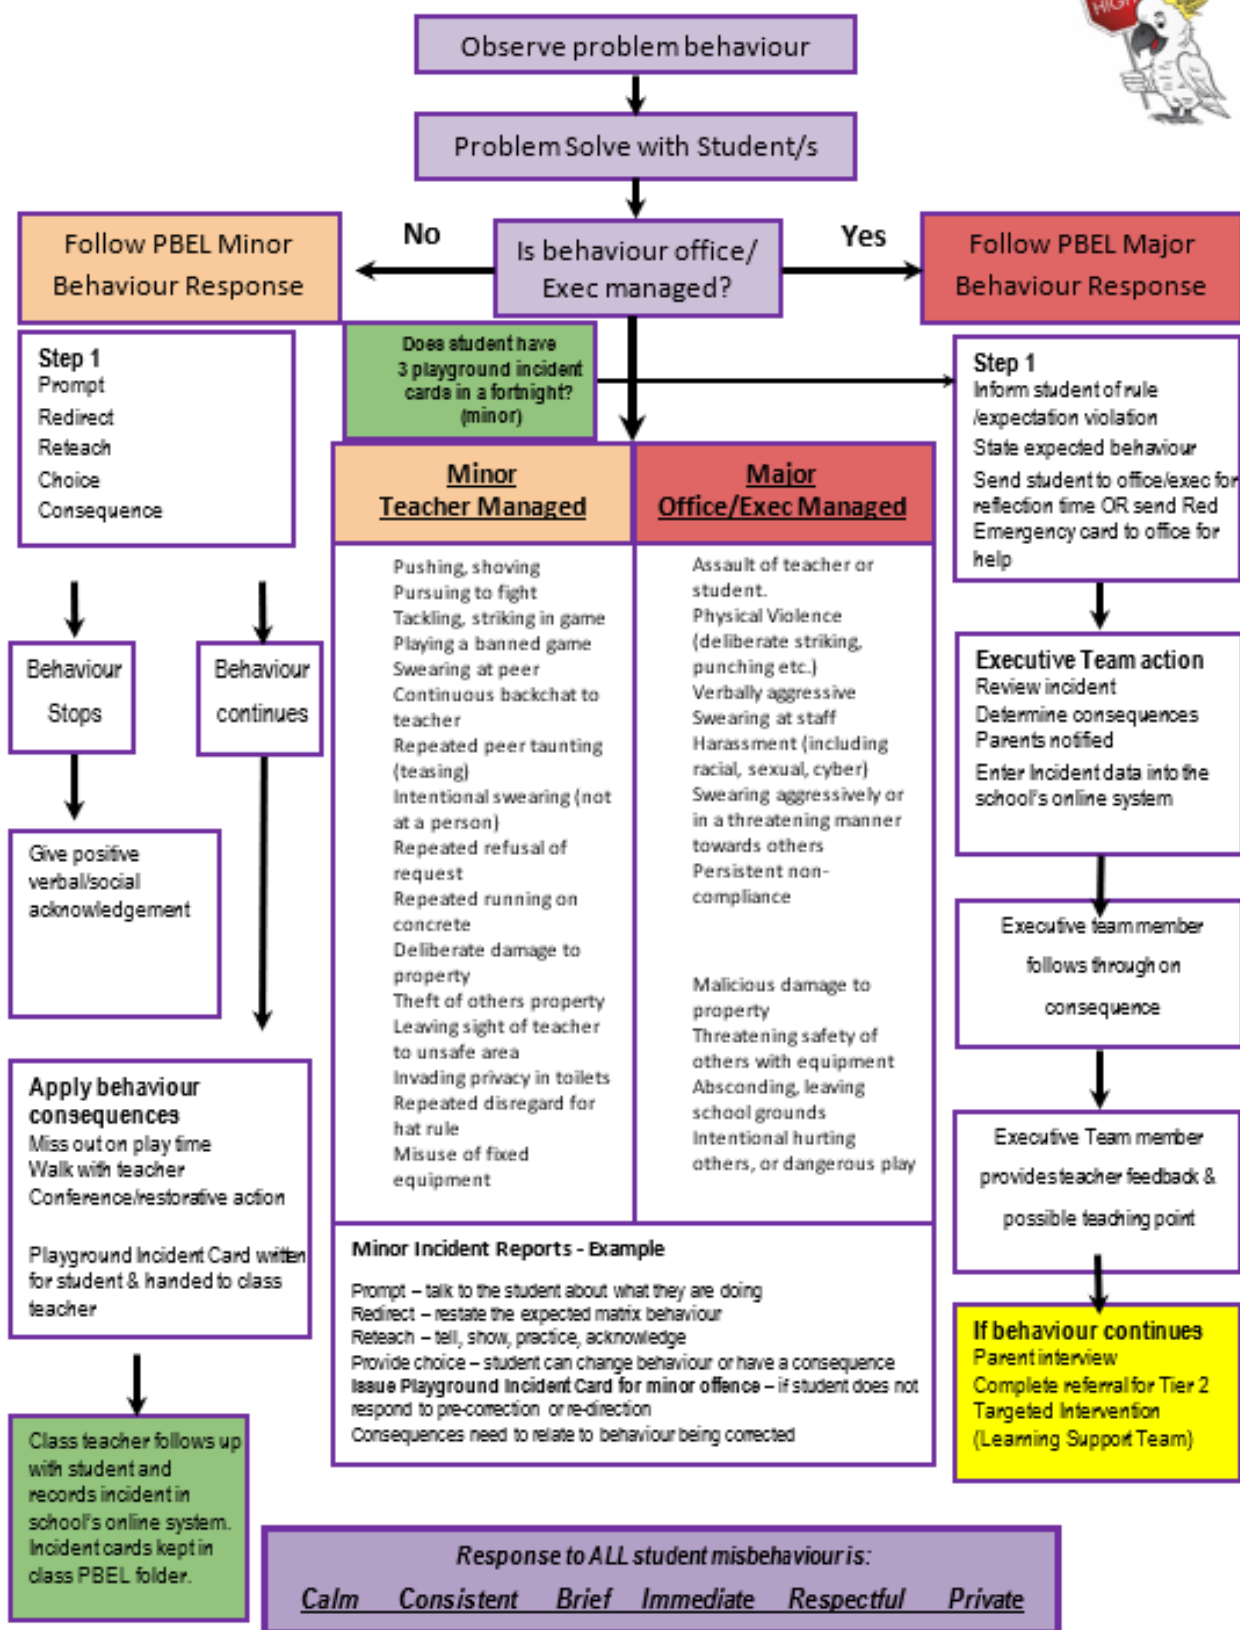 HIGH
Observe problem behaviour
Problem Solve with Student/s
Is behaviour office/
Exec managed?
No
Yes
Follow PBEL Minor
Behaviour Response
Follow PBEL Major
Behaviour Response
Step 1
Prompt
Redirect
Reteach
Choice
Consequence
Does student have
3 playground incident
cards in a fortnight?
(minor)
Step 1
Inform student of rule
/expectation violation
State expected behaviour
Send student to office/exec for
reflection time OR send Red
Emergency card to office for
help
Behaviour
Stops
Behaviour
continues
Give positive
verbal/social
acknowledgement
Apply behaviour
consequences
Miss out on play time
Walk with teacher
Conference/restorative action
Playground Incident Card written
for student & handed to class
teacher
Class teacher follows up
with student and
records incident in
school's online system.
Incident cards kept in
class PBEL folder.
Minor
Teacher Managed
Pushing, shoving
Pursuing to fight
Tackling, striking in game
Playing a banned game
Swearing at peer
Continuous backchat to
teacher
Repeated peer taunting
(teasing)
Intentional swearing (not
at a person)
Repeated refusal of
request
Repeated running on
concrete
Deliberate damage to
property
Theft of others property
Leaving sight of teacher
to unsafe area
Invading privacy in toilets
Repeated disregard for
hat rule
Misuse of fixed
equipment
Major
Office/Exec Managed
Assault of teacher or
student.
Physical Violence
(deliberate striking,
punching etc.)
Verbally aggressive
Swearing at staff
Harassment (including
racial, sexual, cyber)
Swearing aggressively or
in a threatening manner
towards others
Persistent non-
compliance
Malicious damage to
property
Threatening safety of
others with equipment
Absconding, leaving
school grounds
Intentional hurting
others, or dangerous play
Minor Incident Reports - Example
Prompt – talk to the student about what they are doing
Redirect – restate the expected matrix behaviour
Reteach – tell, show, practice, acknowledge
Provide choice – student can change behaviour or have a consequence
Issue Playground Incident Card for minor offence – if student does not
respond to pre-correction or re-direction
Consequences need to relate to behaviour being corrected
Executive Team action
Review incident
Determine consequences
Parents notified
Enter Incident data into the
school's online system
Executive team member
follows through on
consequence
Executive Team member
provides teacher feedback &
possible teaching point
If behaviour continues
Parent interview
Complete referral for Tier 2
Targeted Intervention
(Learning Support Team)
Response to ALL student misbehaviour is:
Calm Consistent Brief Immediate Respectful Private